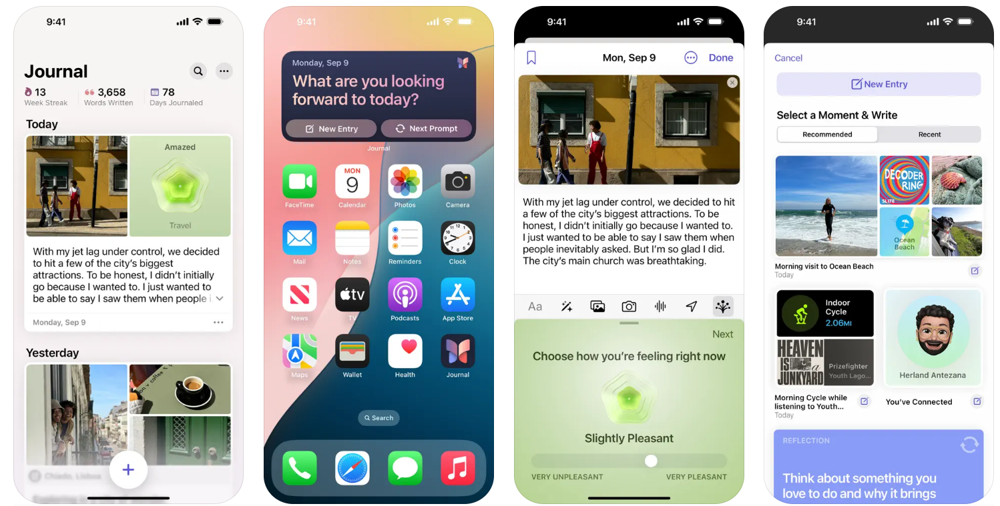 9:41
Journal
13
Week Streak
3,658
Words Written
78
Days Journaled
Today
Amazed
Travel
With my jet lag under control, we decided
to hit a few of the city’s biggest
attractions. To be honest, I didn’t initially
go because I wanted to. I just wanted to
be able to say I saw them when people i
Monday, Sep 9
Yesterday
Chiado, Lisboa
9:41
Monday, Sep 9
What are you looking
forward to today?
New Entry
Next Prompt
Journal
FaceTime
MON
9
Calendar
Photos
Camera
Mail
Notes
Reminders
Clock
News
tv
TV
Podcasts
App Store
Maps
Wallet
Health
Journal
Search
9:41
Mon, Sep 9
Done
With my jet lag under control, we decided to hit
a few of the city’s biggest attractions. To be
honest, I didn’t initially go because I wanted to.
I just wanted to be able to say I saw them when
people inevitably asked. But I’m so glad I did.
The city’s main church was breathtaking.
Aa
Next
Choose how you’re feeling right now
Slightly Pleasant
VERY UNPLEASANT
VERY PLEASANT
9:41
Cancel
New Entry
Select a Moment & Write
Recommended
Recent
DECODER
RING
SLATE
Ocean
Beach
Morning visit to Ocean Beach
Today
Indoor
Cycle
2.06MI
HEAVEN
IS a
JUNKYARD
Prizefighter
Youth Lago...
Herland Antezana
Morning Cycle while
listening to Youth...
Today
You’ve Connected
REFLECTION
Think about something you
love to do and why it brings